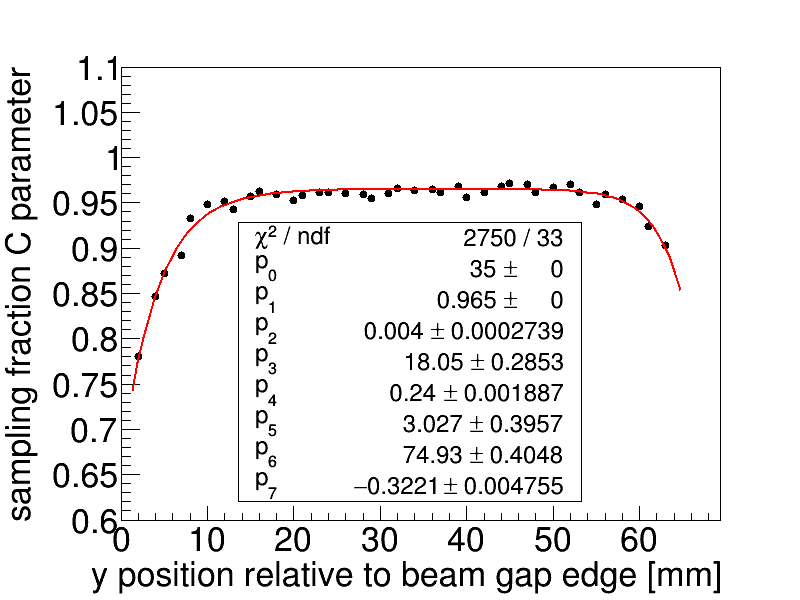 1.1
1.05
1
0.95
0.9
0.85
0.8
0.75
0.7
0.65
0.6
sampling fraction C parameter
χ² / ndf 2750 / 33
p₀ 35 ± 0
p₁ 0.965 ± 0
p₂ 0.004 ± 0.0002739
p₃ 18.05 ± 0.2853
p₄ 0.24 ± 0.001887
p₅ 3.027 ± 0.3957
p₆ 74.93 ± 0.4048
p₇ −0.3221 ± 0.004755
0 10 20 30 40 50 60
y position relative to beam gap edge [mm]